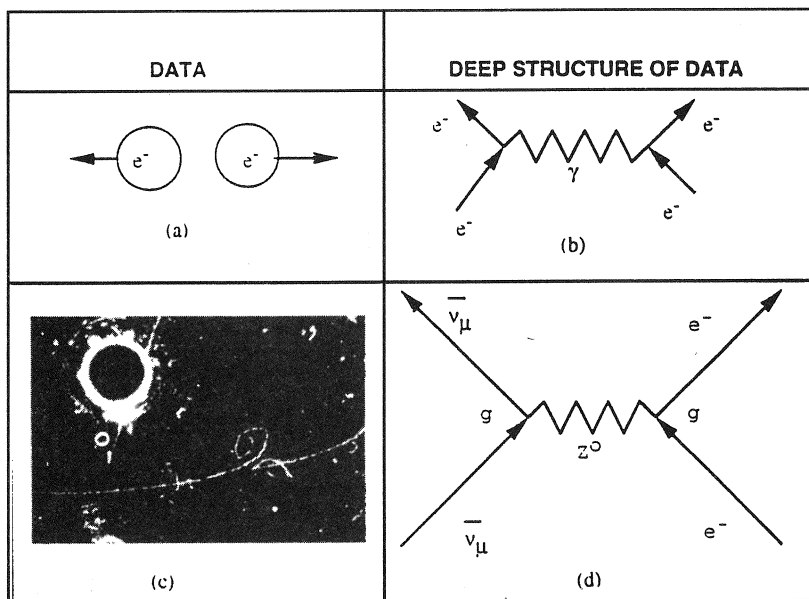 DATA
DEEP STRUCTURE OF DATA
e⁻ e⁻
(a)
e⁻ e⁻
γ
e⁻ e⁻
(b)
(c)
ν̅μ e⁻
g g
Z⁰
ν̅μ e⁻
(d)